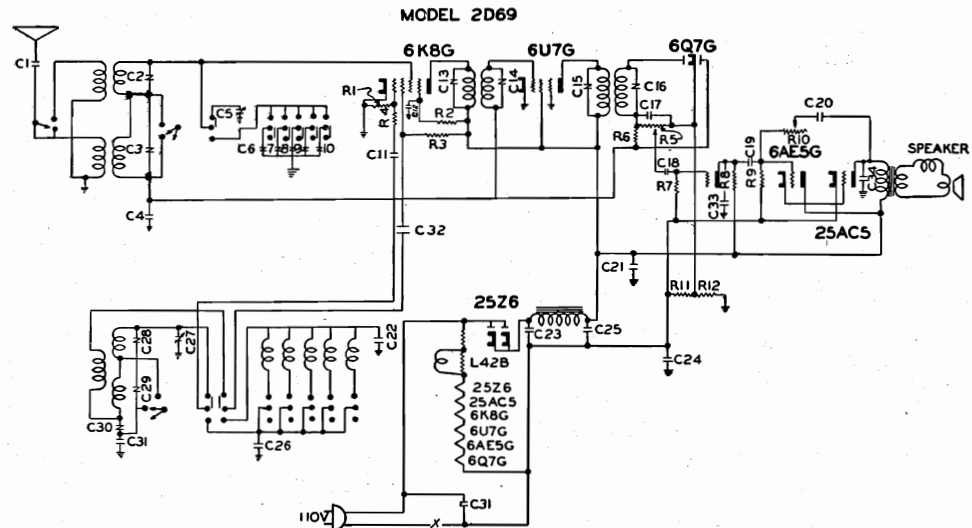 MODEL 2D69
6K8G
6U7G
6Q7G
C1
C2
C3
C4
C5
C6 7 8 9 10
R1
R4
C12
C13
R2
R3
C14
C11
C32
C15
C16
C17
R6
R5
C18
R7
C33
R8
C19
R9
R10
C20
6AE5G
C34
SPEAKER
25AC5
C21
R11 R12
C24
25Z6
C23
C25
L42B
25Z6
25AC5
6K8G
6U7G
6AE5G
6Q7G
C28
C27
C29
C30
C31
C22
C26
C31
110V
X